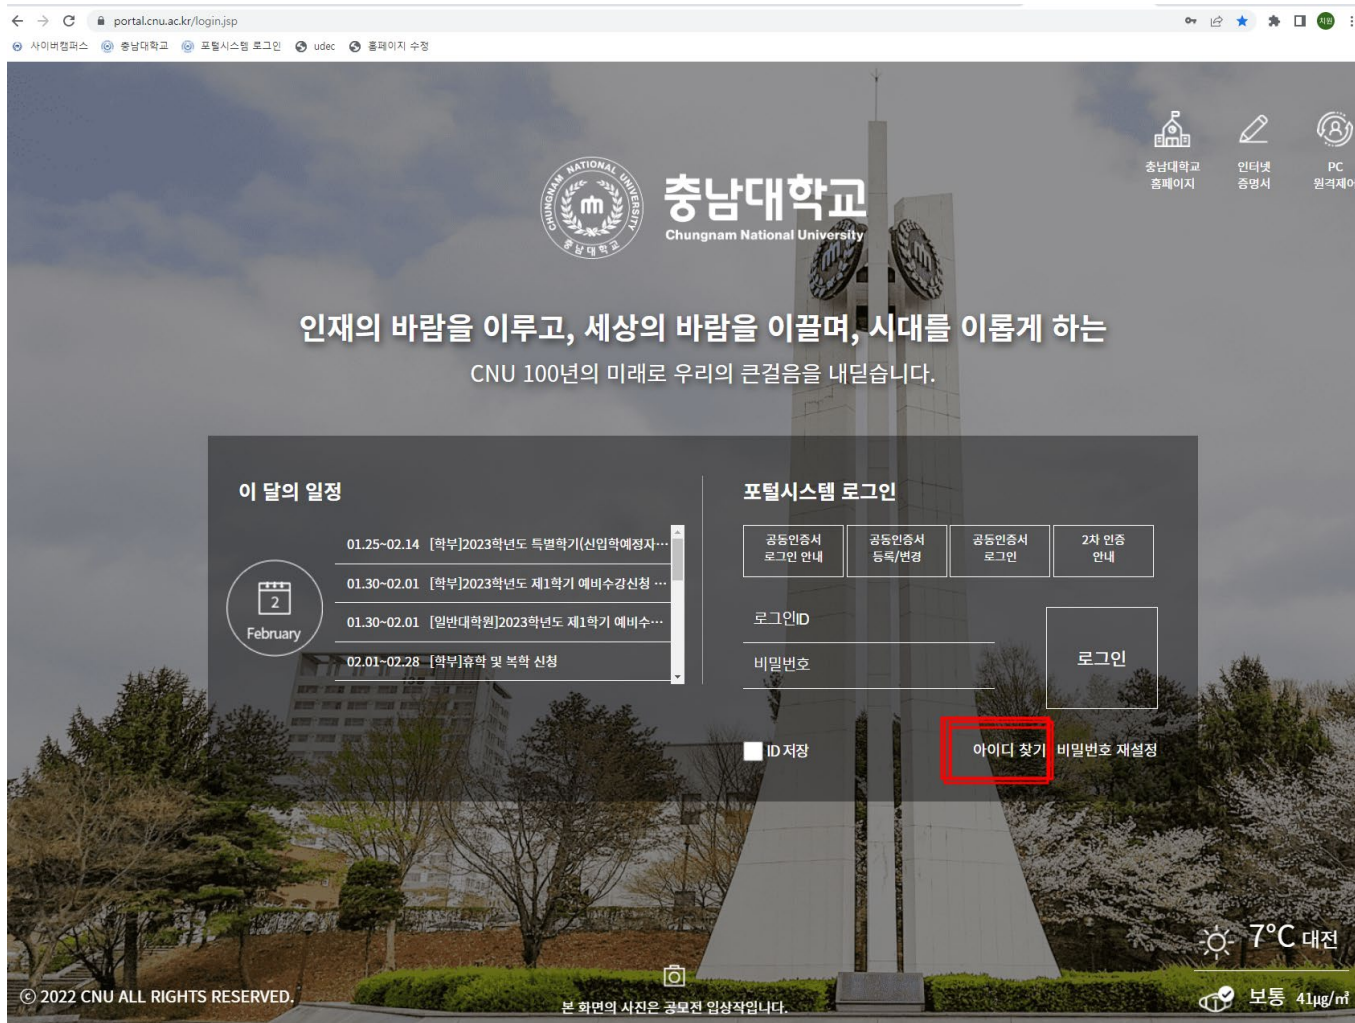 portal.cnu.ac.kr/login.jsp
사이버캠퍼스 충남대학교 포털시스템 로그인 udec 홈페이지 수정
충남대학교
홈페이지
인터넷
증명서
PC
원격제어
CHUNGNAM NATIONAL UNIVERSITY
충남대학교
충남대학교
Chungnam National University
인재의 바람을 이루고, 세상의 바람을 이끌며, 시대를 이롭게 하는
CNU 100년의 미래로 우리의 큰걸음을 내딛습니다.
이 달의 일정
2
February
01.25~02.14 [학부]2023학년도 특별학기(신입학예정자···
01.30~02.01 [학부]2023학년도 제1학기 예비수강신청 ···
01.30~02.01 [일반대학원]2023학년도 제1학기 예비수···
02.01~02.28 [학부]휴학 및 복학 신청
포털시스템 로그인
공동인증서
로그인 안내
공동인증서
등록/변경
공동인증서
로그인
2차 인증
안내
로그인ID
비밀번호
로그인
ID 저장
아이디 찾기 비밀번호 재설정
7°C 대전
보통 41μg/㎥
© 2022 CNU ALL RIGHTS RESERVED.
본 화면의 사진은 공모전 입상작입니다.